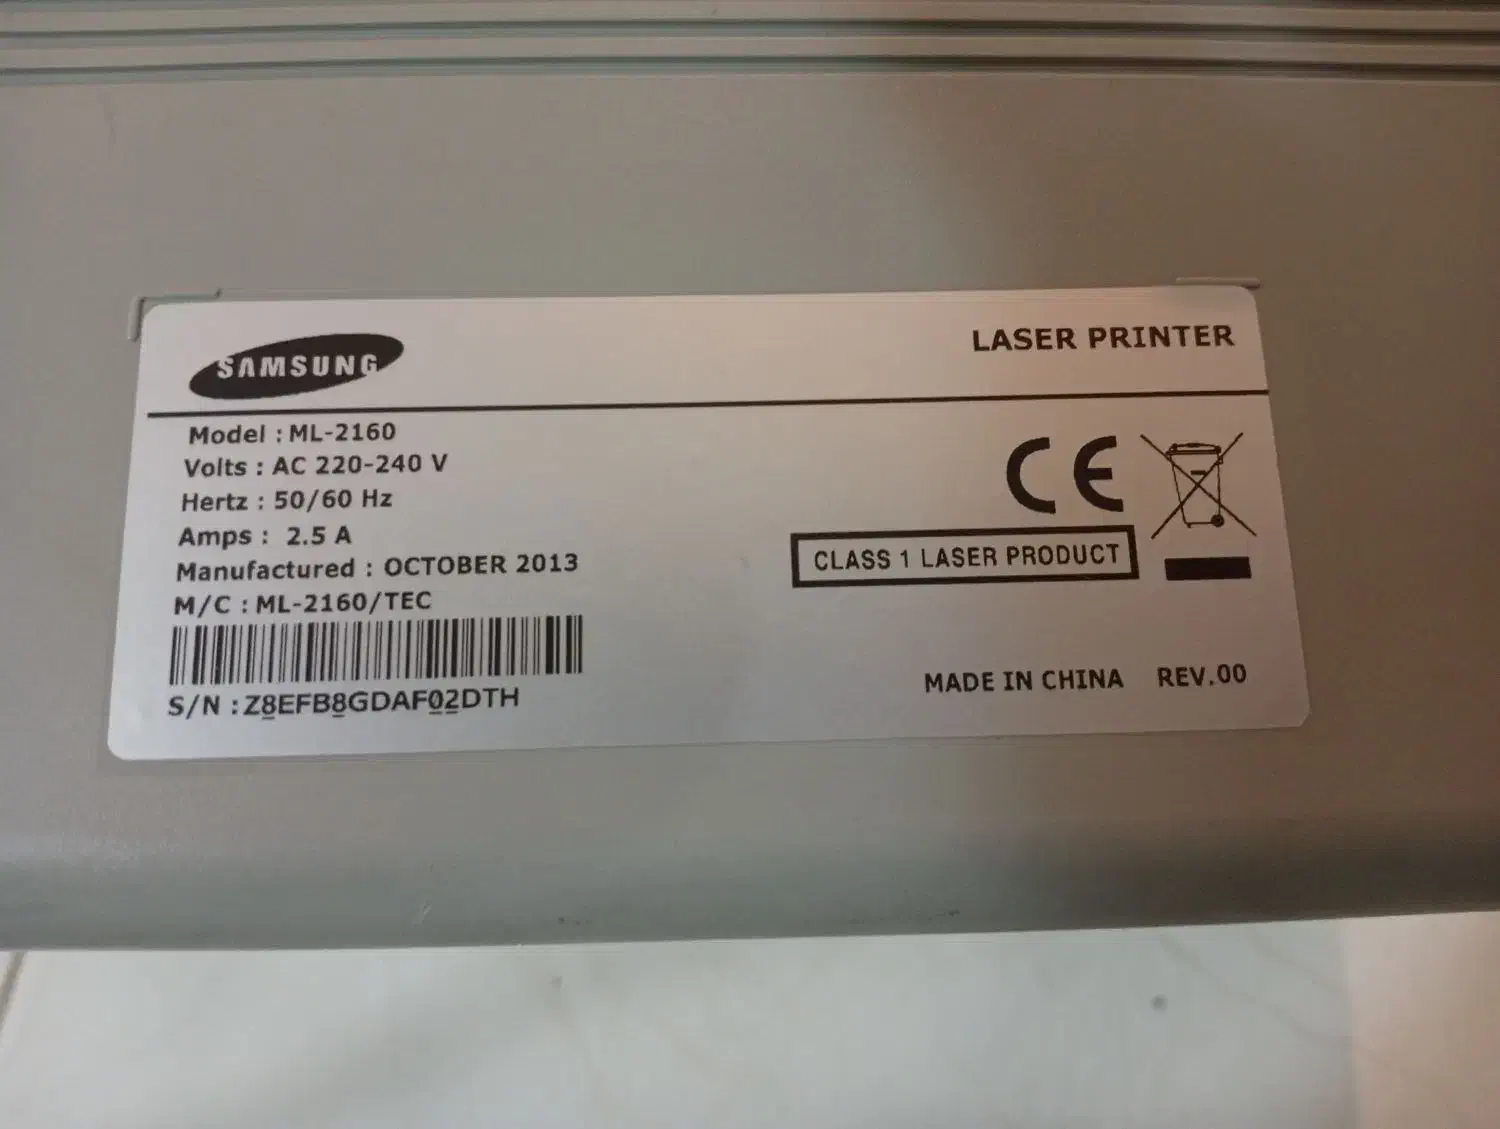 SAMSUNG
LASER PRINTER
Model : ML-2160
Volts : AC 220-240 V
Hertz : 50/60 Hz
Amps : 2.5 A
Manufactured : OCTOBER 2013
M/C : ML-2160/TEC
S/N : Z8EFB8GDAF02DTH
CE
CLASS 1 LASER PRODUCT
MADE IN CHINA REV.00